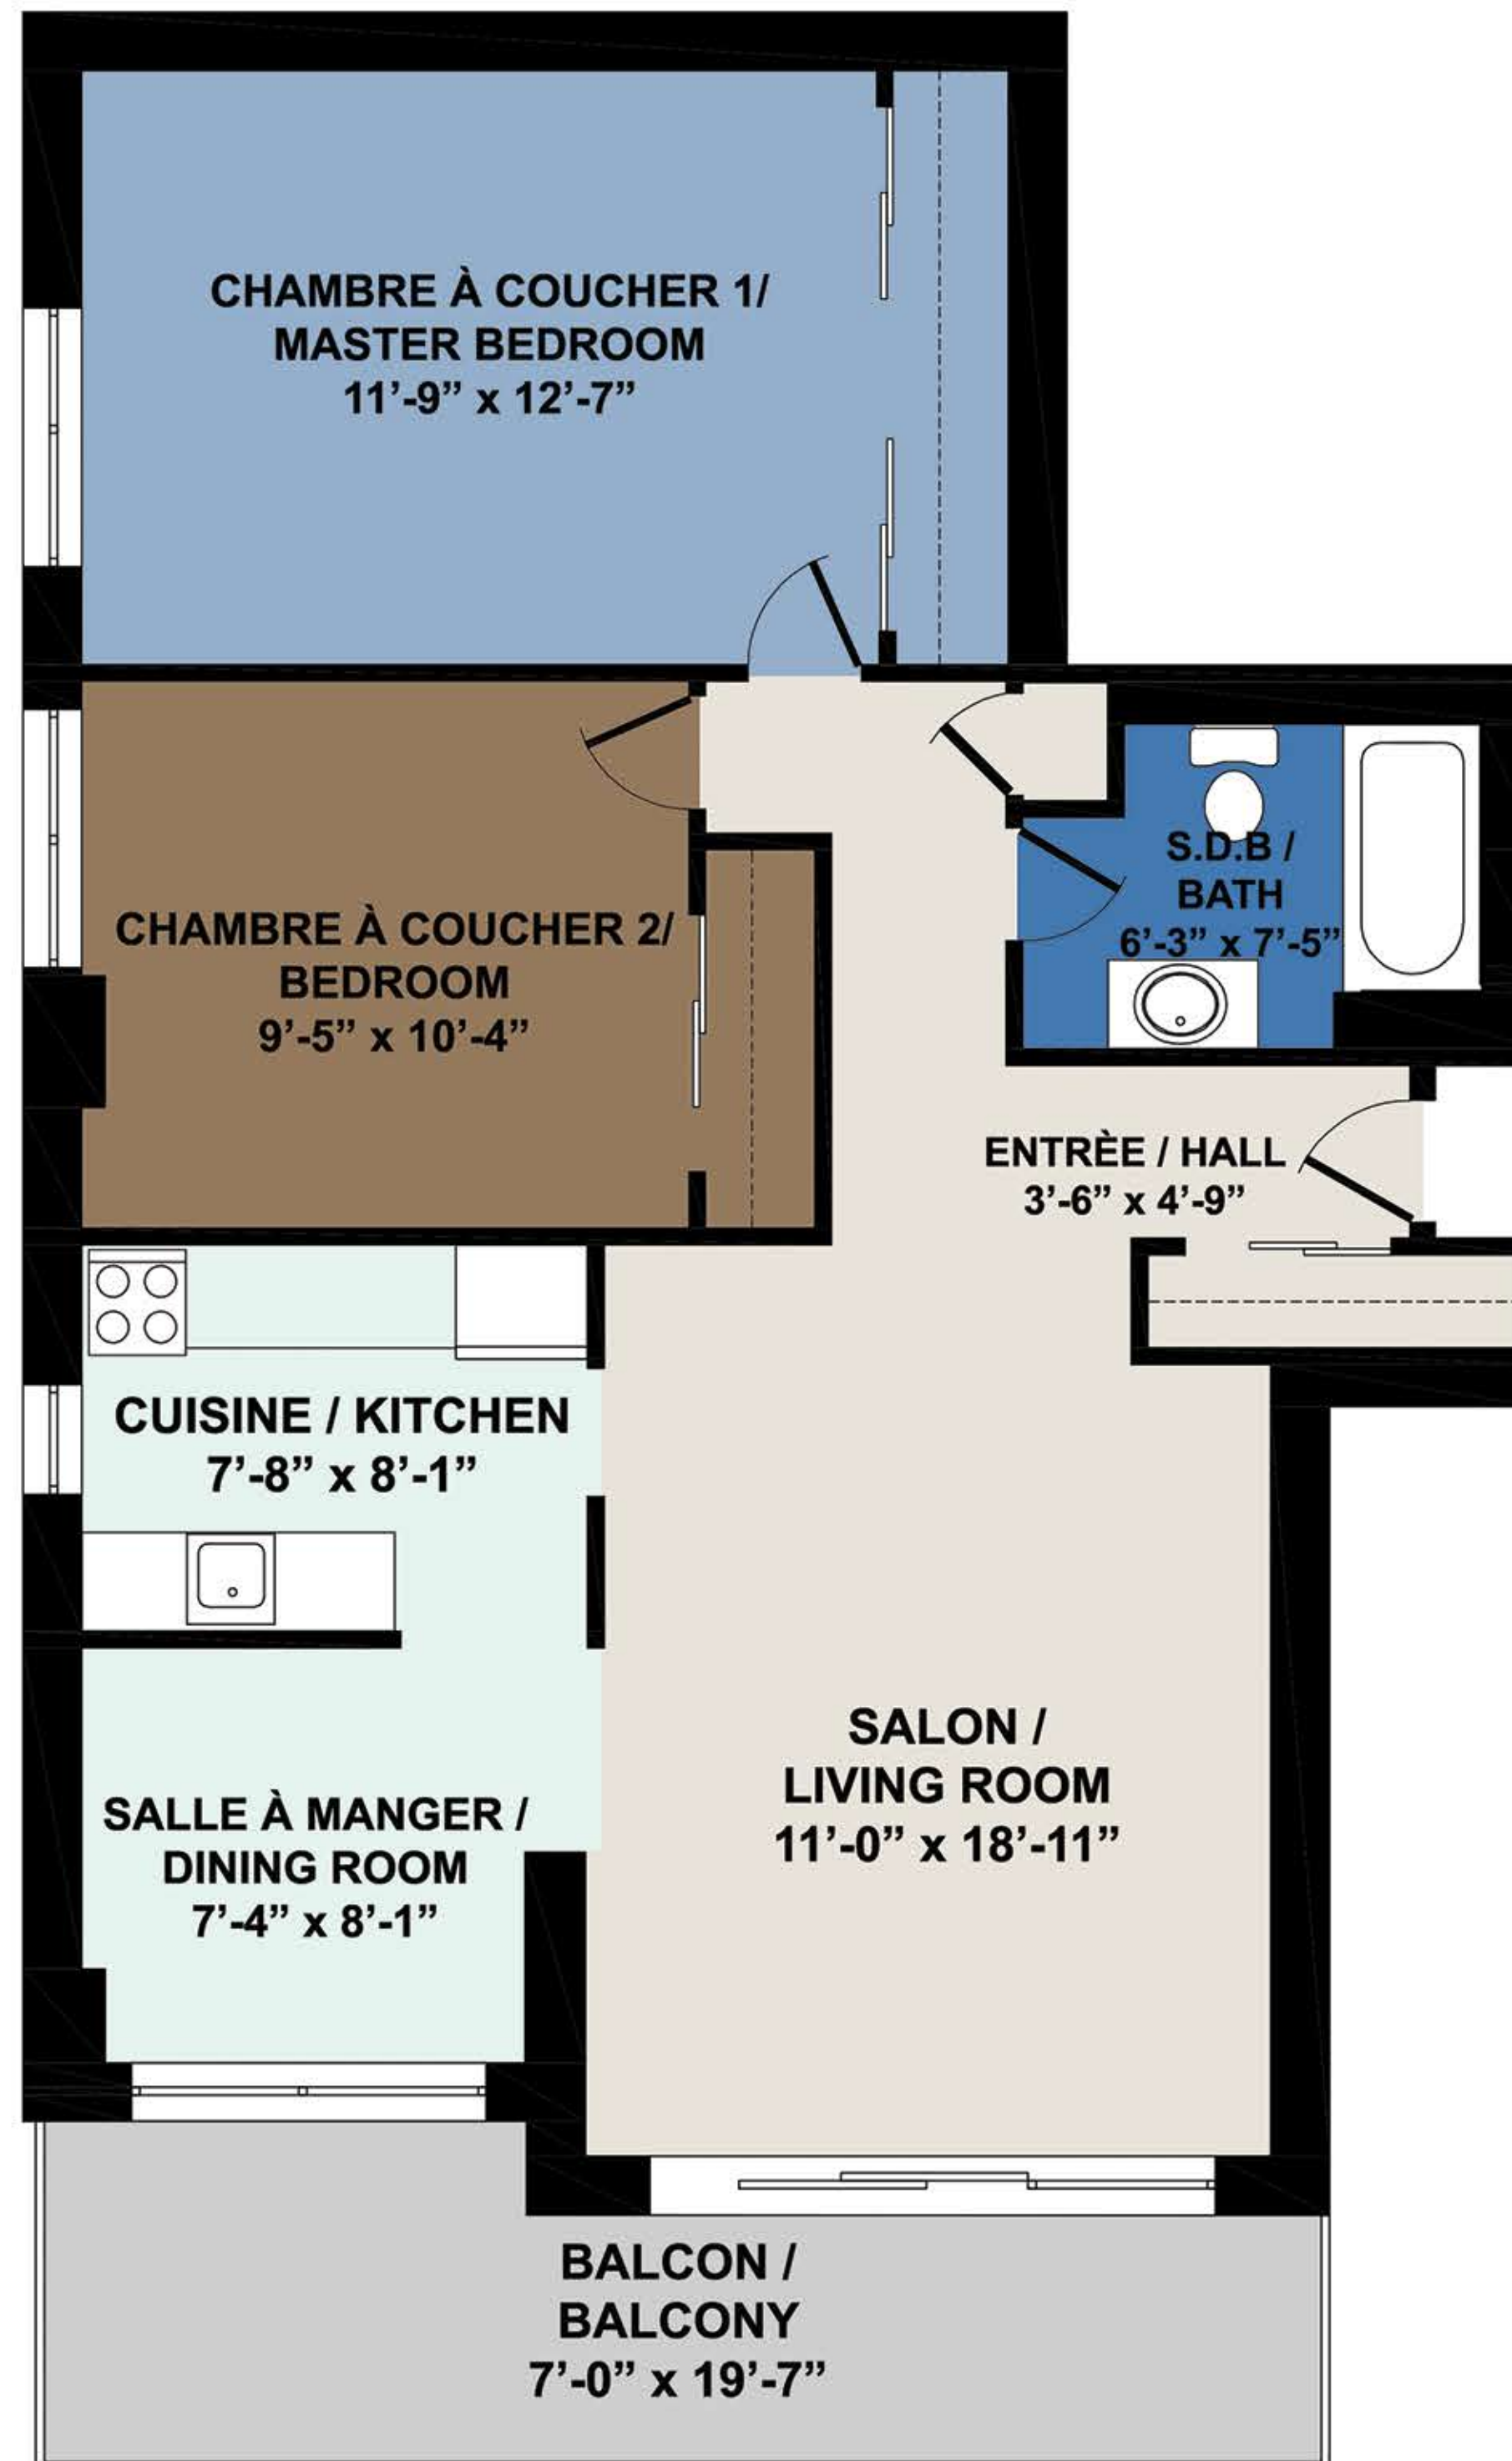 CHAMBRE À COUCHER 1/
MASTER BEDROOM
11’-9” x 12’-7”
S.D.B /
BATH
6’-3” x 7’-5”
CHAMBRE À COUCHER 2/
BEDROOM
9’-5” x 10’-4”
ENTRÈE / HALL
3’-6” x 4’-9”
CUISINE / KITCHEN
7’-8” x 8’-1”
SALON /
LIVING ROOM
11’-0” x 18’-11”
SALLE À MANGER /
DINING ROOM
7’-4” x 8’-1”
BALCON /
BALCONY
7’-0” x 19’-7”